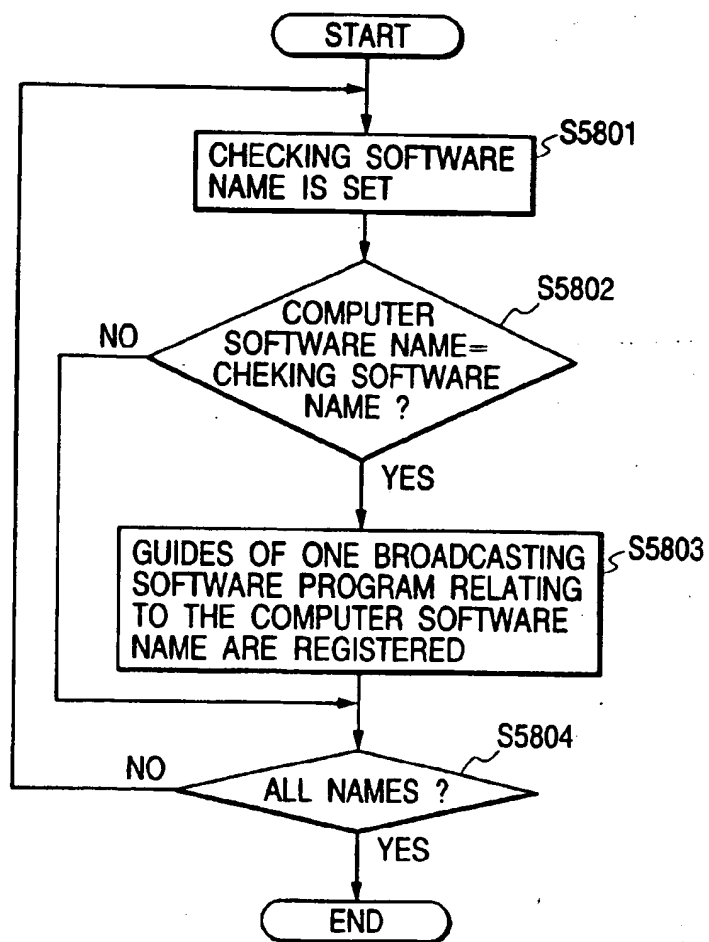 START
S5801
CHECKING SOFTWARE
NAME IS SET
S5802
COMPUTER
SOFTWARE NAME=
CHEKING SOFTWARE
NAME ?
NO
YES
S5803
GUIDES OF ONE BROADCASTING
SOFTWARE PROGRAM RELATING
TO THE COMPUTER SOFTWARE
NAME ARE REGISTERED
S5804
ALL NAMES ?
NO
YES
END